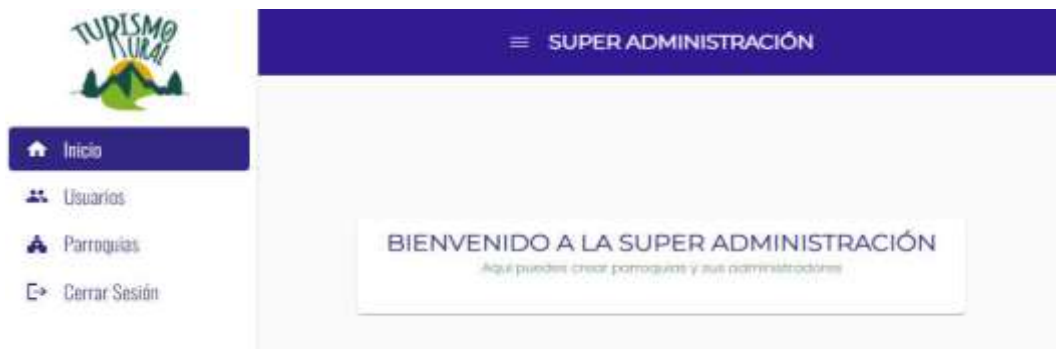 TURISMO
RURAL
SUPER ADMINISTRACIÓN
Inicio
Usuarios
Parroquias
Cerrar Sesión
BIENVENIDO A LA SUPER ADMINISTRACIÓN
Aquí puedes crear parroquias y sus administradores